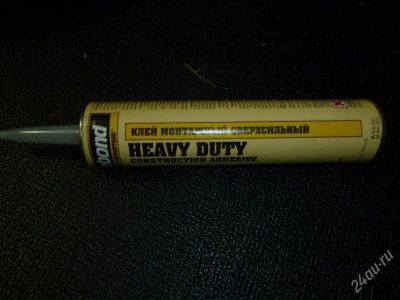 bond
КЛЕЙ МОНТАЖНЫЙ СВЕРХСИЛЬНЫЙ
HEAVY DUTY
CONSTRUCTION ADHESIVE
24au.ru